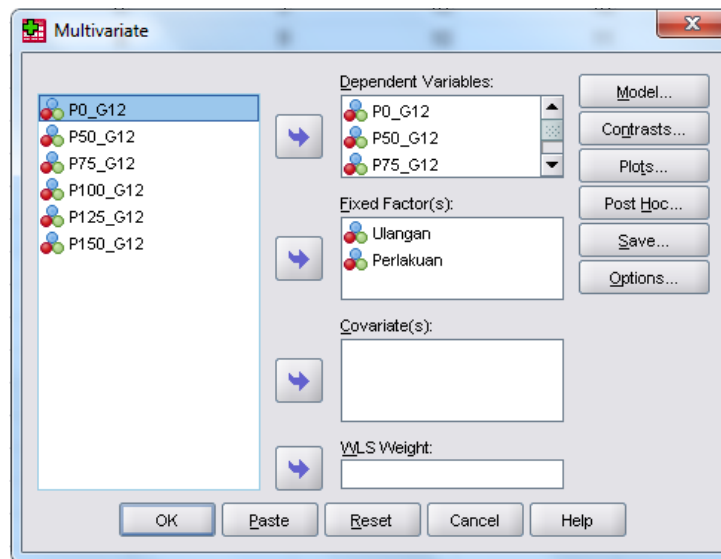 Multivariate
P0_G12
P50_G12
P75_G12
P100_G12
P125_G12
P150_G12
Dependent Variables:
P0_G12
P50_G12
P75_G12
Fixed Factor(s):
Ulangan
Perlakuan
Covariate(s):
WLS Weight:
Model...
Contrasts...
Plots...
Post Hoc...
Save...
Options...
OK
Paste
Reset
Cancel
Help